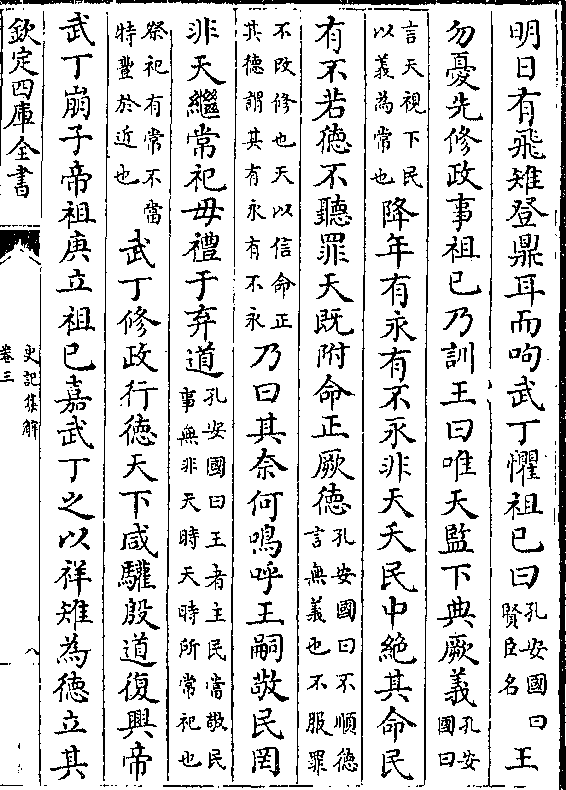 明日有飛雉登鼎耳而呴武丁懼祖己曰孔安國曰賢臣名王
勿憂先修政事祖己乃訓王曰唯天監下典厥義孔安國曰
言天視下民以義為常也降年有永有不永非天夭民中絶其命民
有不若徳不聽罪天既附命正厥徳孔安國曰不順徳言無義也不服罪
不改修也天以信命正其德謂其有永有不永乃曰其奈何嗚呼王嗣敬民罔
非天繼常祀毋禮于弃道孔安國曰王者主民當敬民事無非天時天時所常祀也
祭祀有常不當特豐於近也武丁修政行徳天下咸驩殷道復興帝
武丁崩子帝祖庚立祖已嘉武丁之以祥雉為徳立其
欽定四庫全書
史記集解
卷三
八